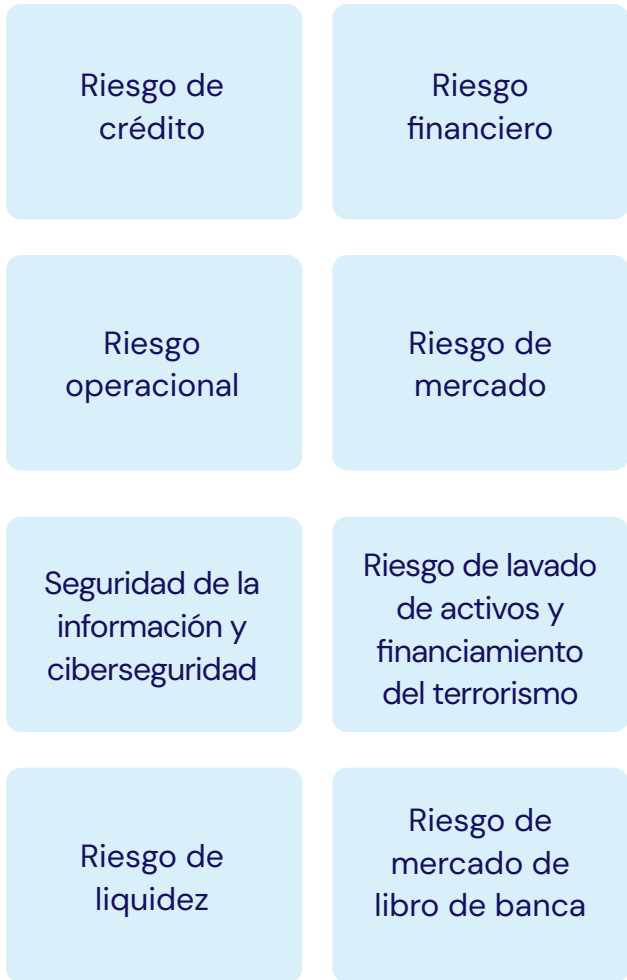 Riesgo de
crédito
Riesgo
financiero
Riesgo
operacional
Riesgo de
mercado
Seguridad de la
información y
ciberseguridad
Riesgo de lavado
de activos y
financiamiento
del terrorismo
Riesgo de
liquidez
Riesgo de
mercado de
libro de banca